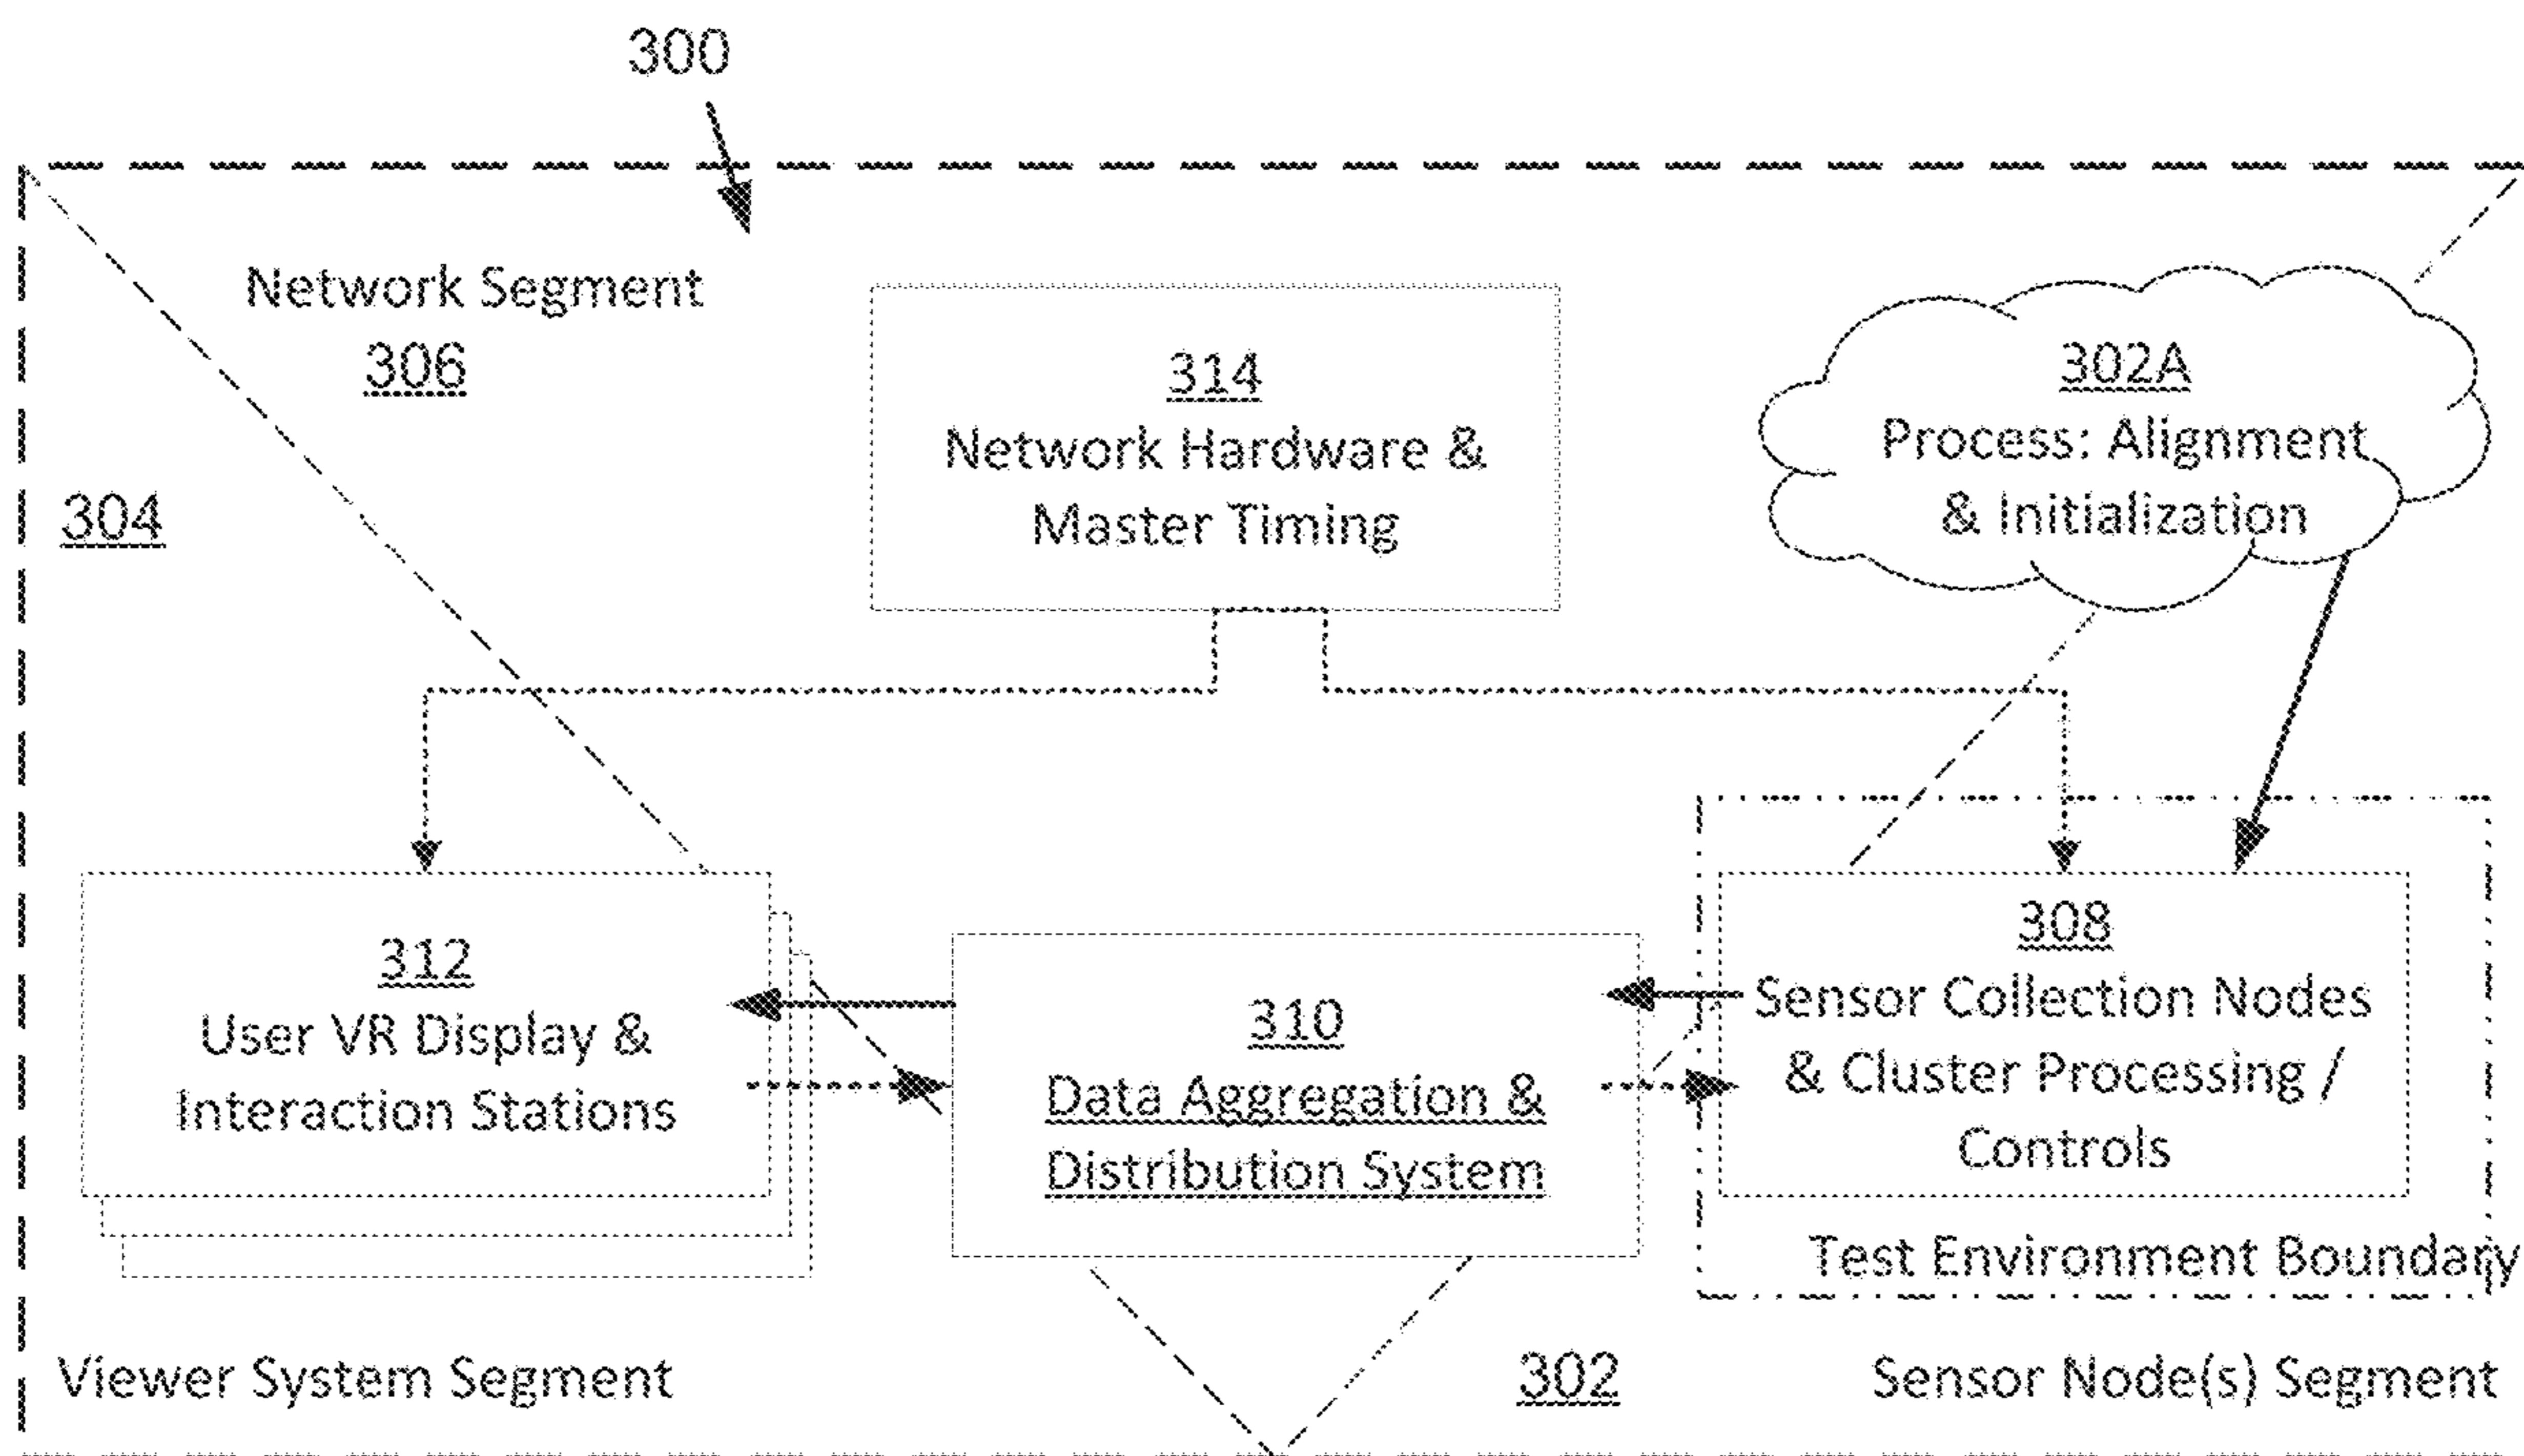 300
Network Segment
306
304
314
Network Hardware &
Master Timing
302A
Process: Alignment
& Initialization
312
User VR Display &
Interaction Stations
310
Data Aggregation &
Distribution System
308
Sensor Collection Nodes
& Cluster Processing /
Controls
Test Environment Boundary
Viewer System Segment
302
Sensor Node(s) Segment